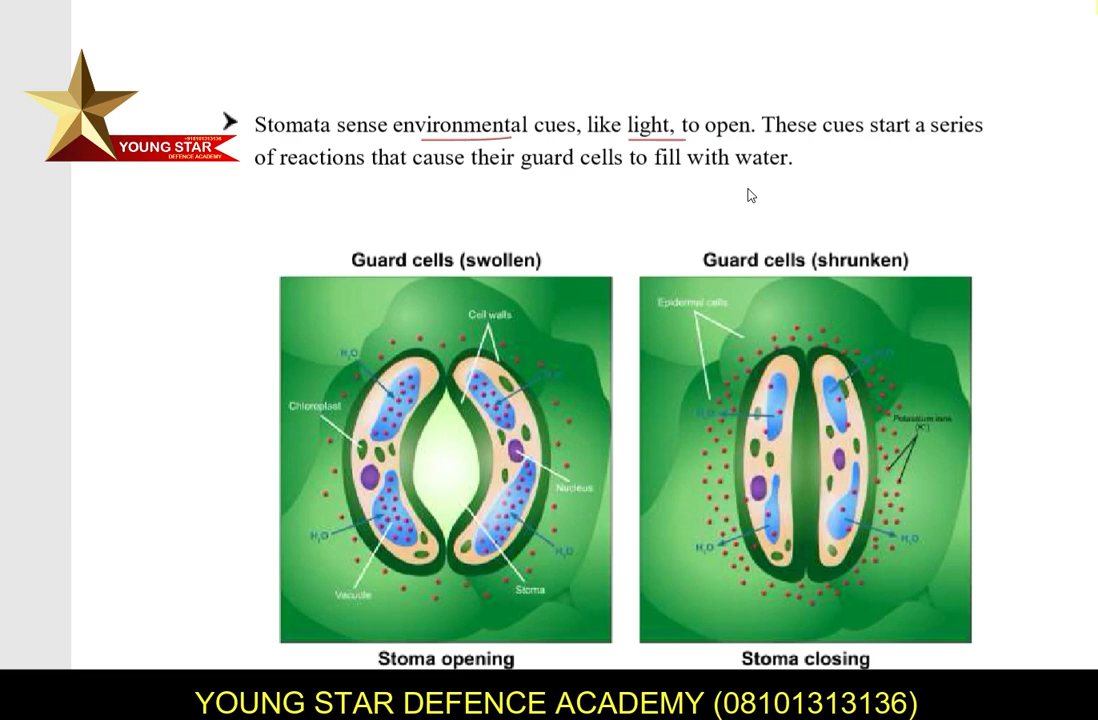 Stomata sense environmental cues, like light, to open. These cues start a series
of reactions that cause their guard cells to fill with water.
+918101313136
YOUNG STAR
DEFENCE ACADEMY
Guard cells (swollen)
Guard cells (shrunken)
Cell walls
H₂O
Chloroplast
Nucleus
H₂O
H₂O
Vacuole
Stoma
Epidermal cells
H₂O
H₂O
Potassium ions
(K⁺)
H₂O
H₂O
Stoma opening
Stoma closing
YOUNG STAR DEFENCE ACADEMY (08101313136)